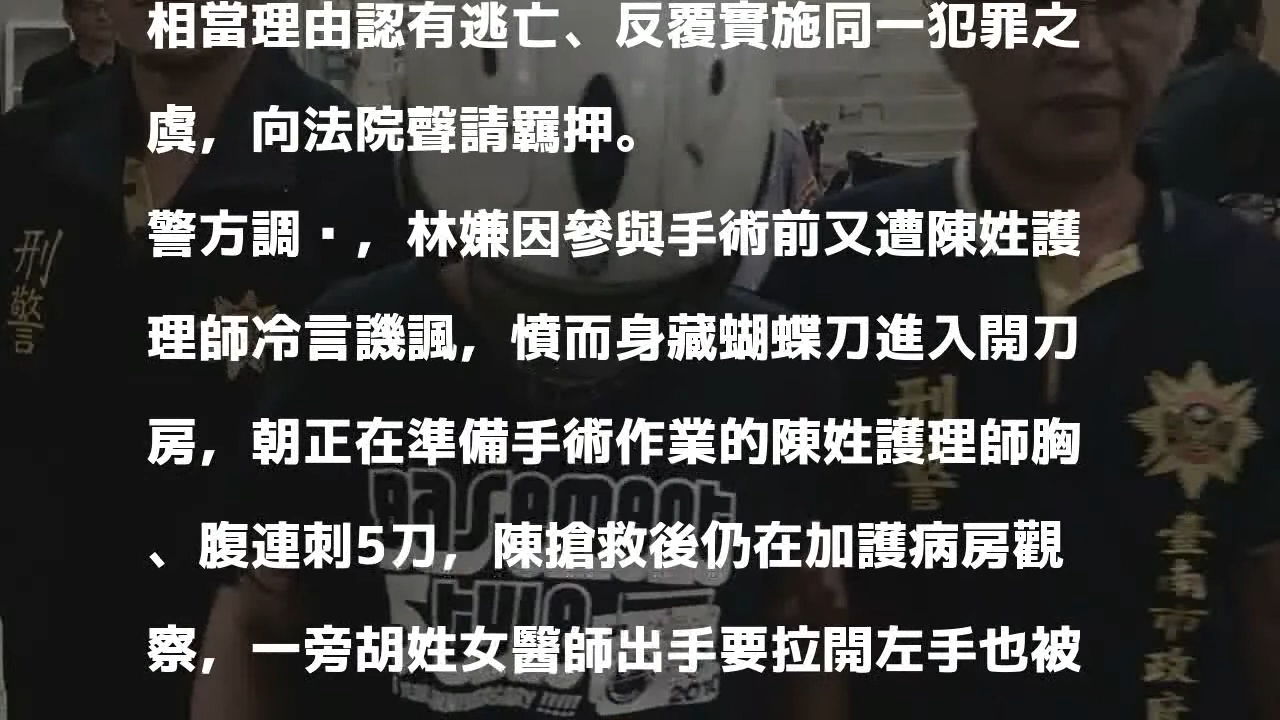 相當理由認有逃亡、反覆實施同一犯罪之
虞，向法院聲請羈押。
警方調▪，林嫌因參與手術前又遭陳姓護
理師冷言譏諷，憤而身藏蝴蝶刀進入開刀
房，朝正在準備手術作業的陳姓護理師胸
、腹連刺5刀，陳搶救後仍在加護病房觀
察，一旁胡姓女醫師出手要拉開左手也被
刑警
刑警
臺南市政府
Basement
two